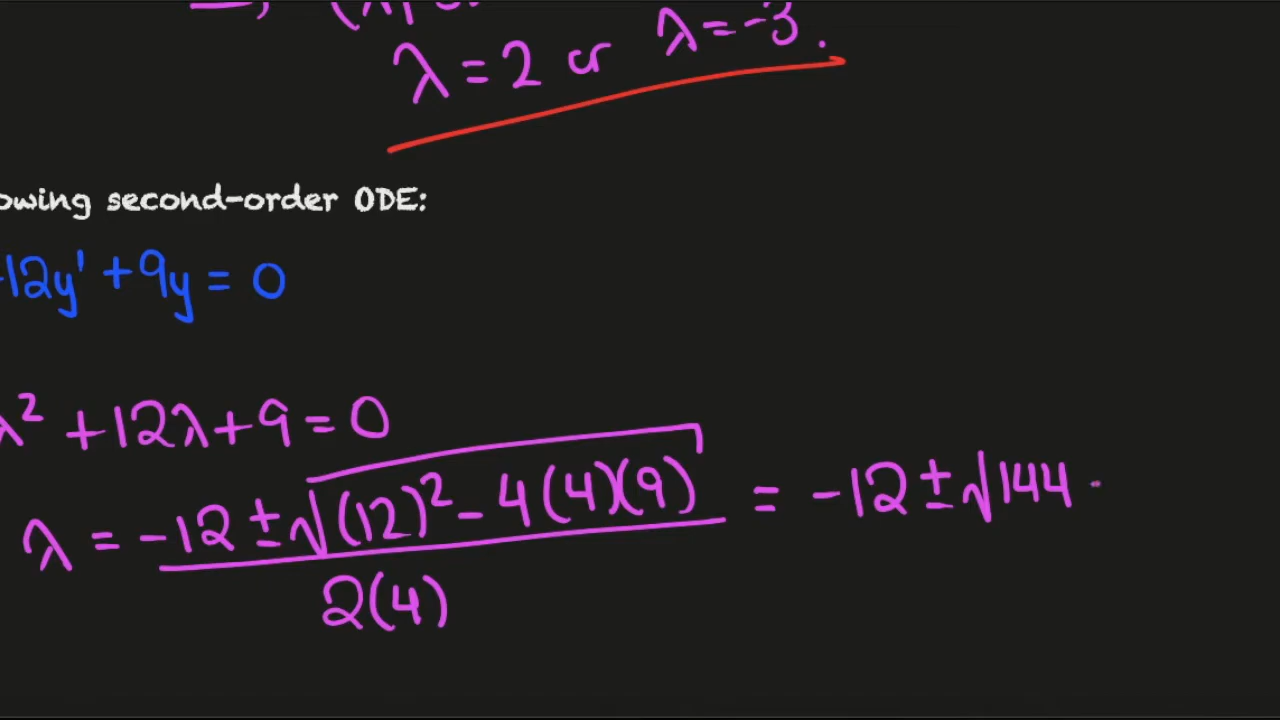 λ = 2 or λ = -3.
owing second-order ODE:
12y' + 9y = 0
λ² + 12λ + 9 = 0
λ = -12 ± √(12)² - 4(4)(9) / 2(4) = -12 ± √144 -